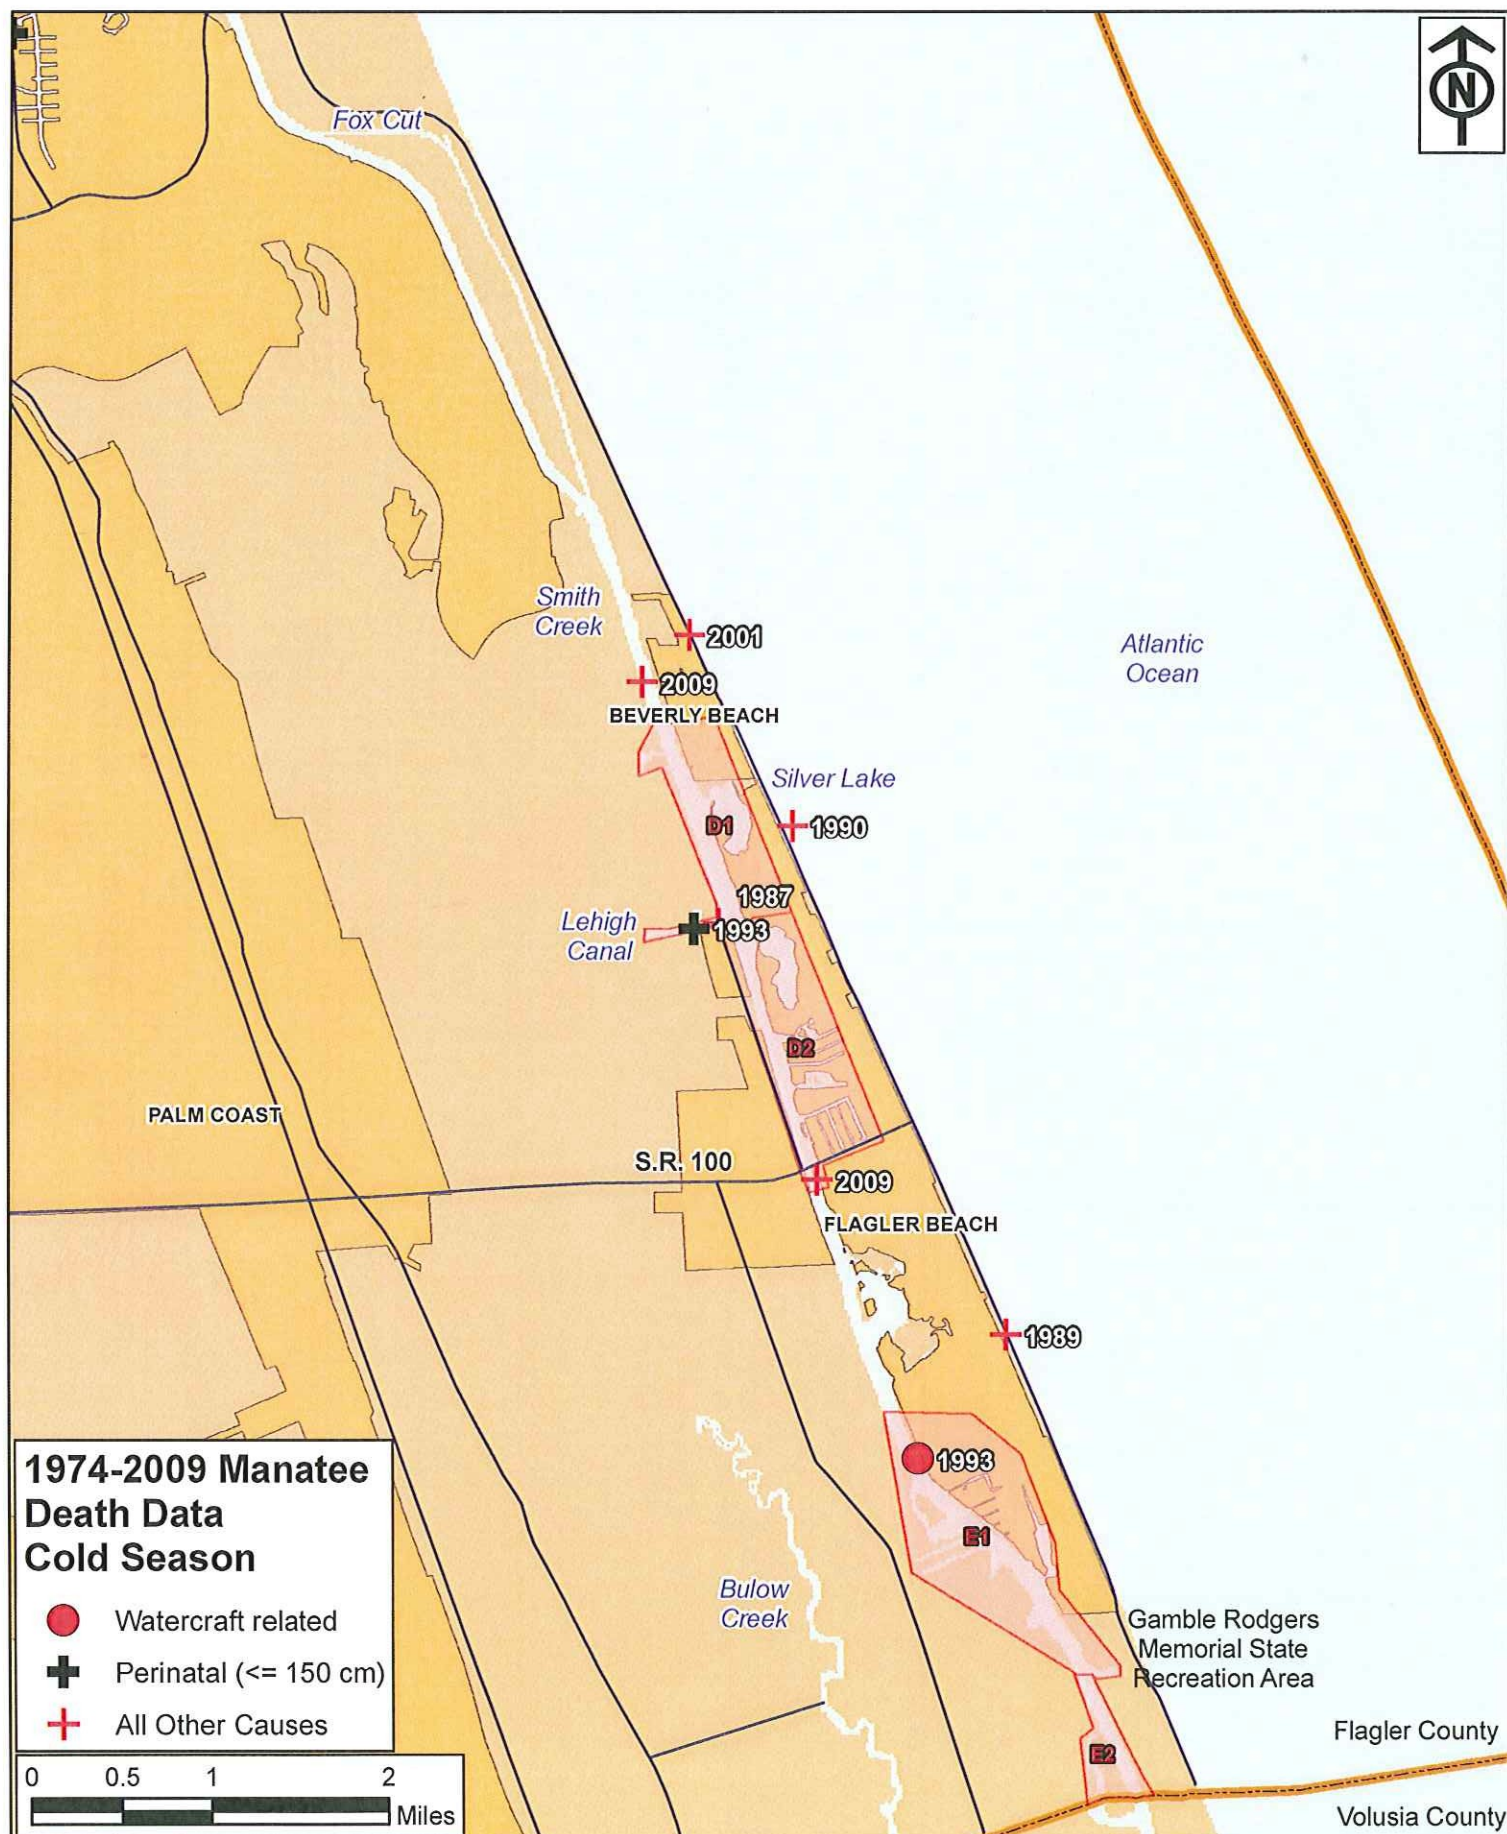 N
Fox Cut
Smith
Creek
2001
Atlantic
Ocean
2009
BEVERLY BEACH
Silver Lake
D1
1990
1987
Lehigh
Canal
1993
D2
PALM COAST
S.R. 100
2009
FLAGLER BEACH
1989
1993
E1
Bulow
Creek
Gamble Rodgers
Memorial State
Recreation Area
E2
Flagler County
Volusia County
1974-2009 Manatee
Death Data
Cold Season
Watercraft related
Perinatal (<= 150 cm)
All Other Causes
0 0.5 1 2
Miles